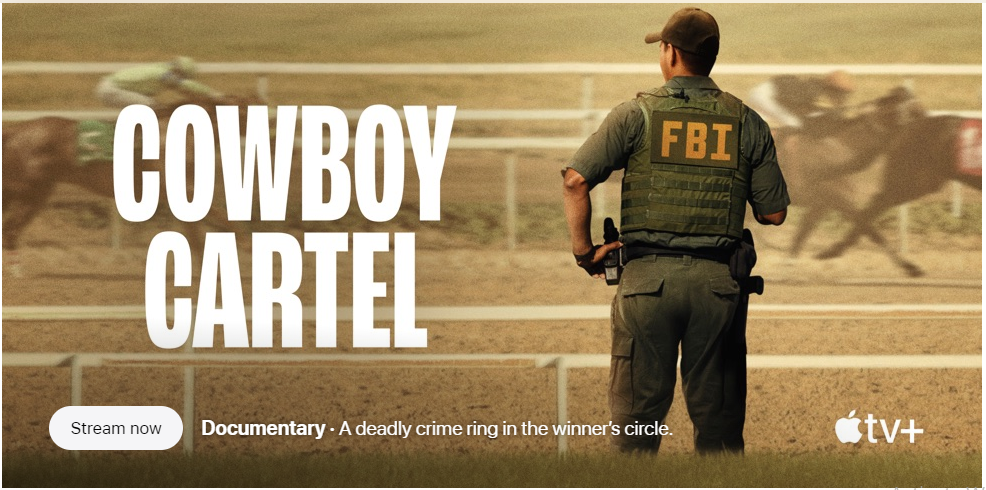 COWBOY
CARTEL
FBI
Stream now
Documentary · A deadly crime ring in the winner's circle.
tv+